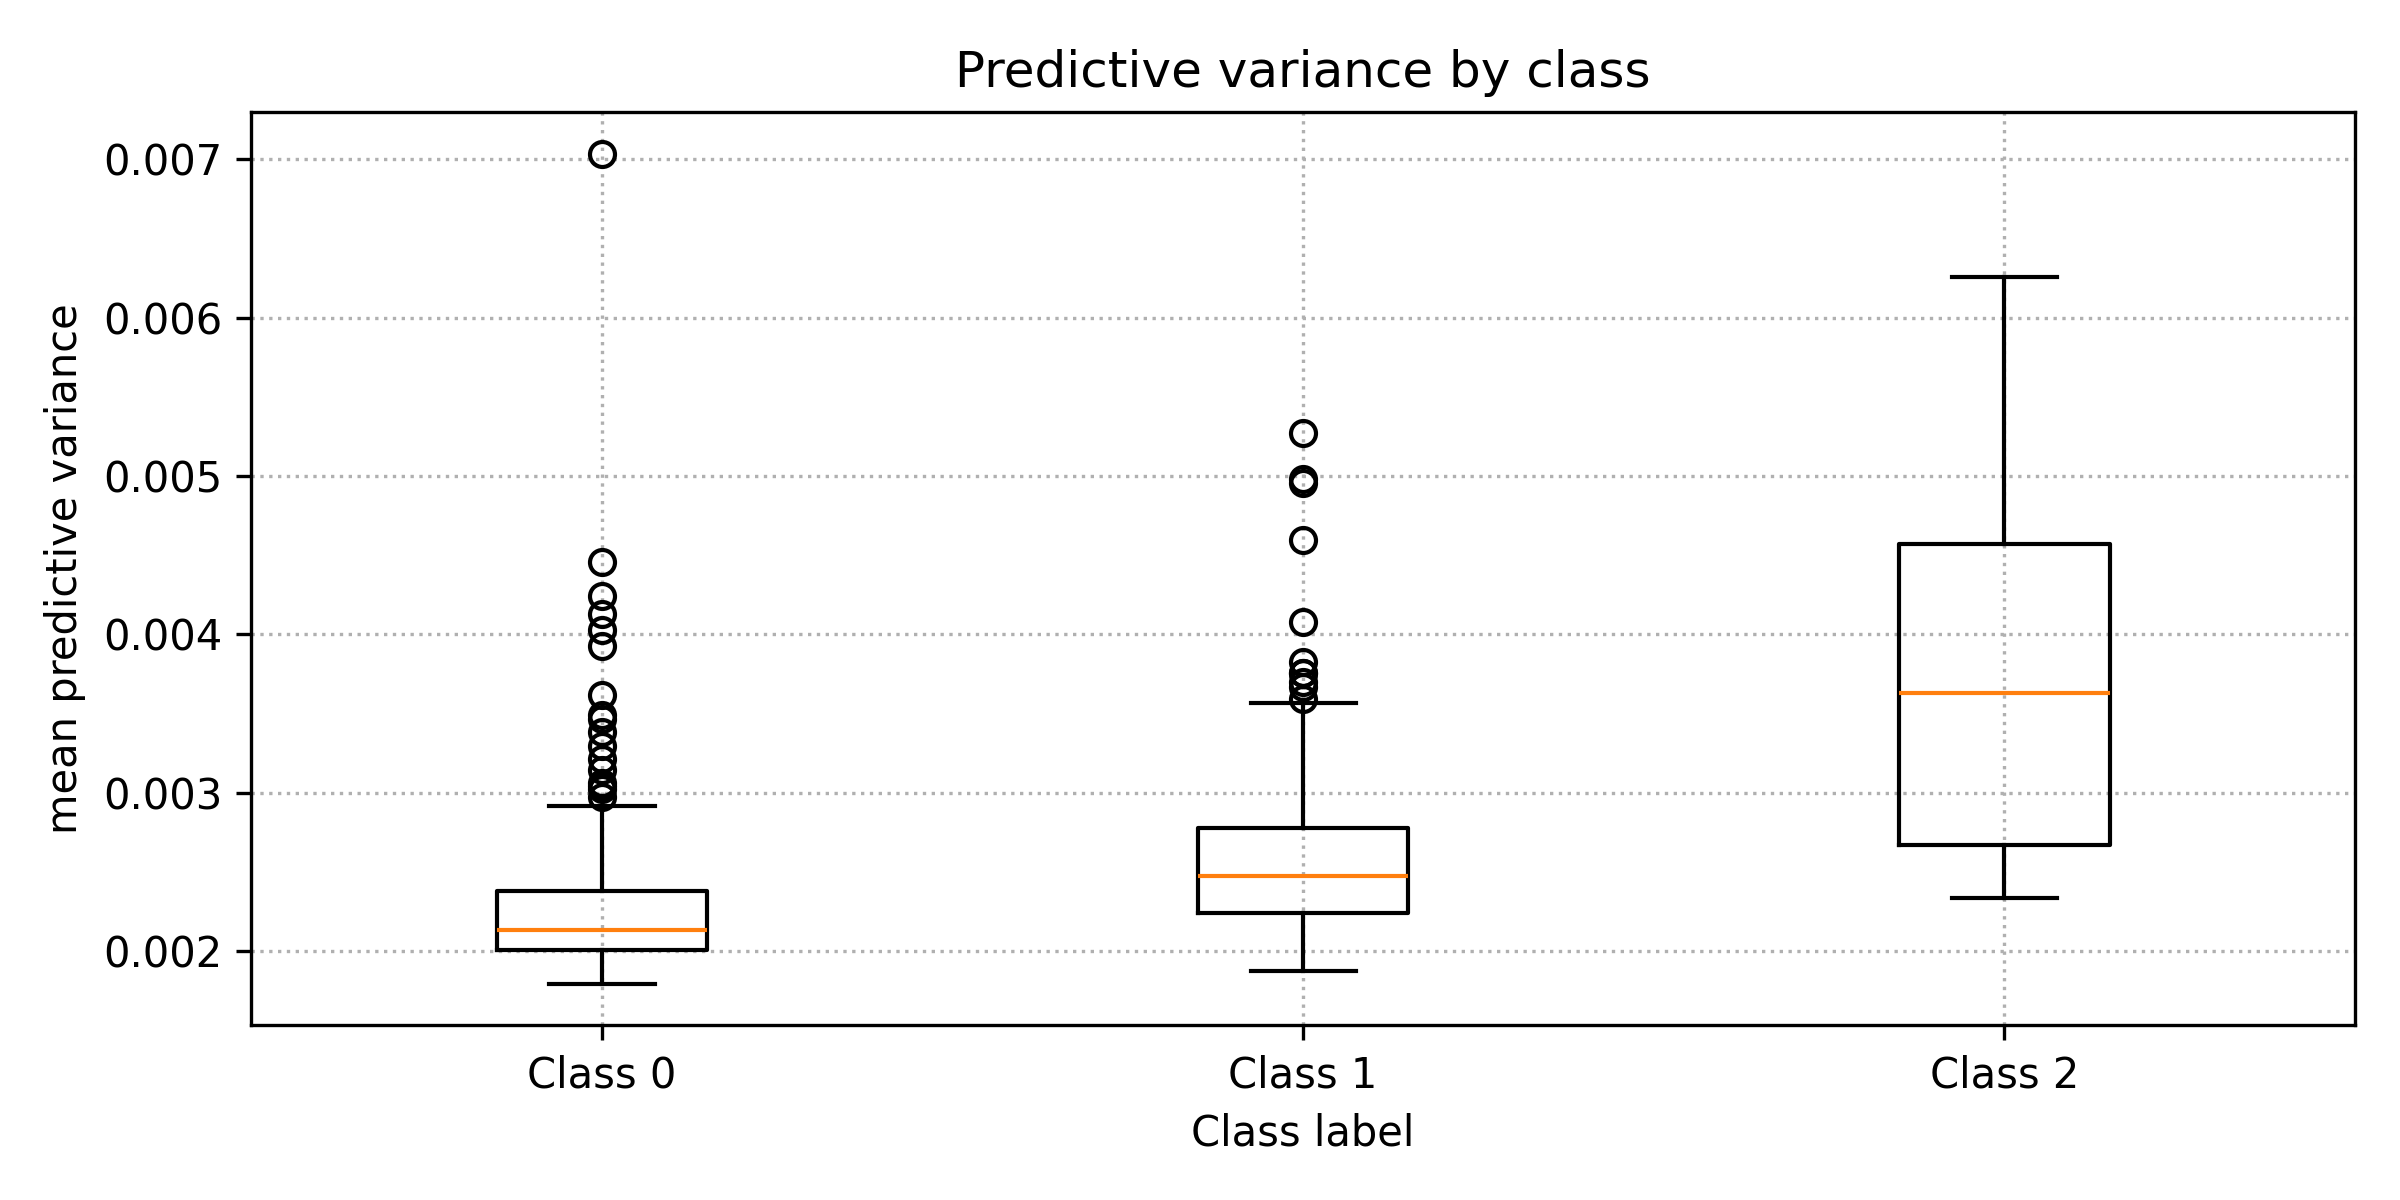 Predictive variance by class
mean predictive variance
0.007
0.006
0.005
0.004
0.003
0.002
Class 0
Class 1
Class 2
Class label